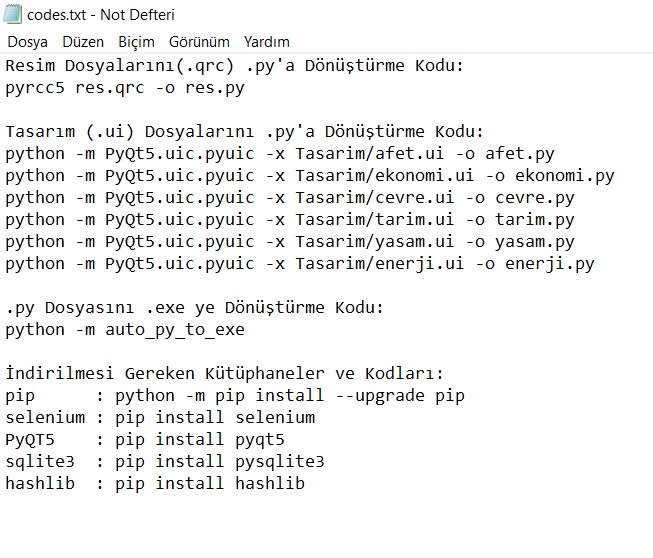 codes.txt - Not Defteri
Dosya Düzen Biçim Görünüm Yardım
Resim Dosyalarını(.qrc) .py'a Dönüştürme Kodu:
pyrcc5 res.qrc -o res.py
Tasarım (.ui) Dosyalarını .py'a Dönüştürme Kodu:
python -m PyQt5.uic.pyuic -x Tasarim/afet.ui -o afet.py
python -m PyQt5.uic.pyuic -x Tasarim/ekonomi.ui -o ekonomi.py
python -m PyQt5.uic.pyuic -x Tasarim/cevre.ui -o cevre.py
python -m PyQt5.uic.pyuic -x Tasarim/tarim.ui -o tarim.py
python -m PyQt5.uic.pyuic -x Tasarim/yasam.ui -o yasam.py
python -m PyQt5.uic.pyuic -x Tasarim/enerji.ui -o enerji.py
.py Dosyasını .exe ye Dönüştürme Kodu:
python -m auto_py_to_exe
İndirilmesi Gereken Kütüphaneler ve Kodları:
pip      : python -m pip install --upgrade pip
selenium : pip install selenium
PyQT5    : pip install pyqt5
sqlite3  : pip install pysqlite3
hashlib  : pip install hashlib